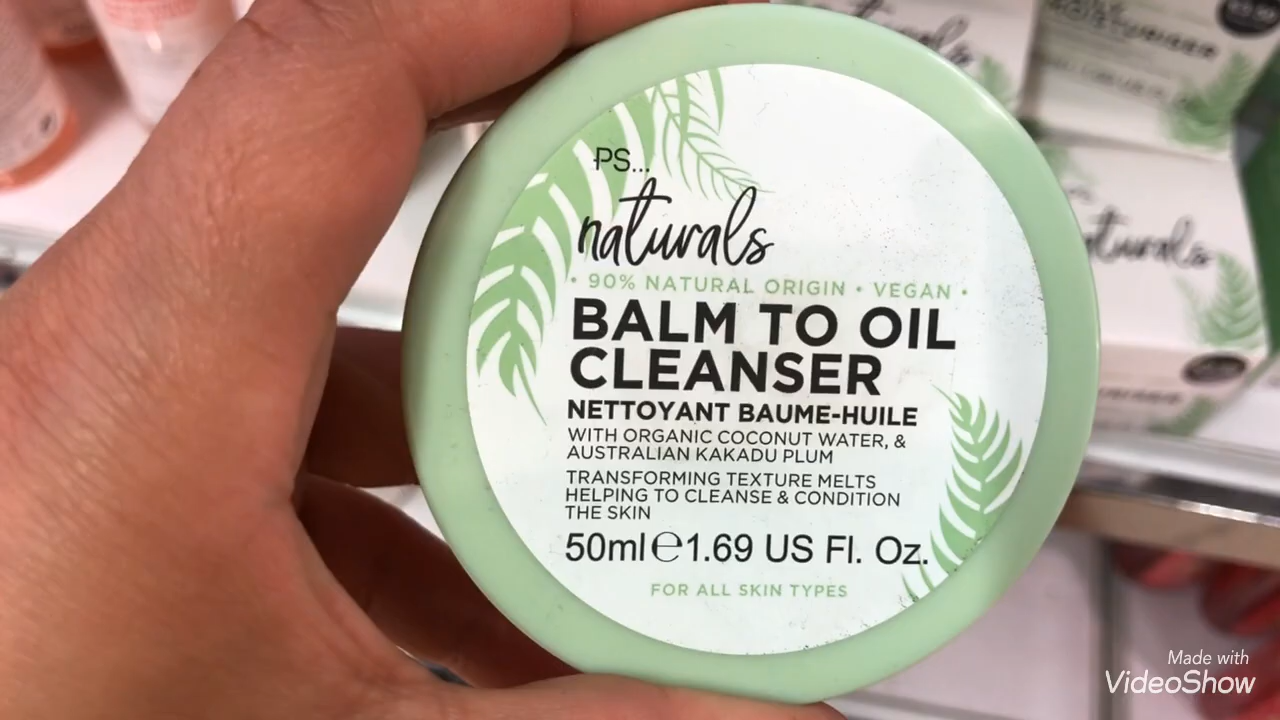 PS...
naturals
• 90% NATURAL ORIGIN • VEGAN •
BALM TO OIL
CLEANSER
NETTOYANT BAUME-HUILE
WITH ORGANIC COCONUT WATER, &
AUSTRALIAN KAKADU PLUM
TRANSFORMING TEXTURE MELTS
HELPING TO CLEANSE & CONDITION
THE SKIN
50ml℮1.69 US Fl. Oz.
FOR ALL SKIN TYPES
naturals
Made with
VideoShow